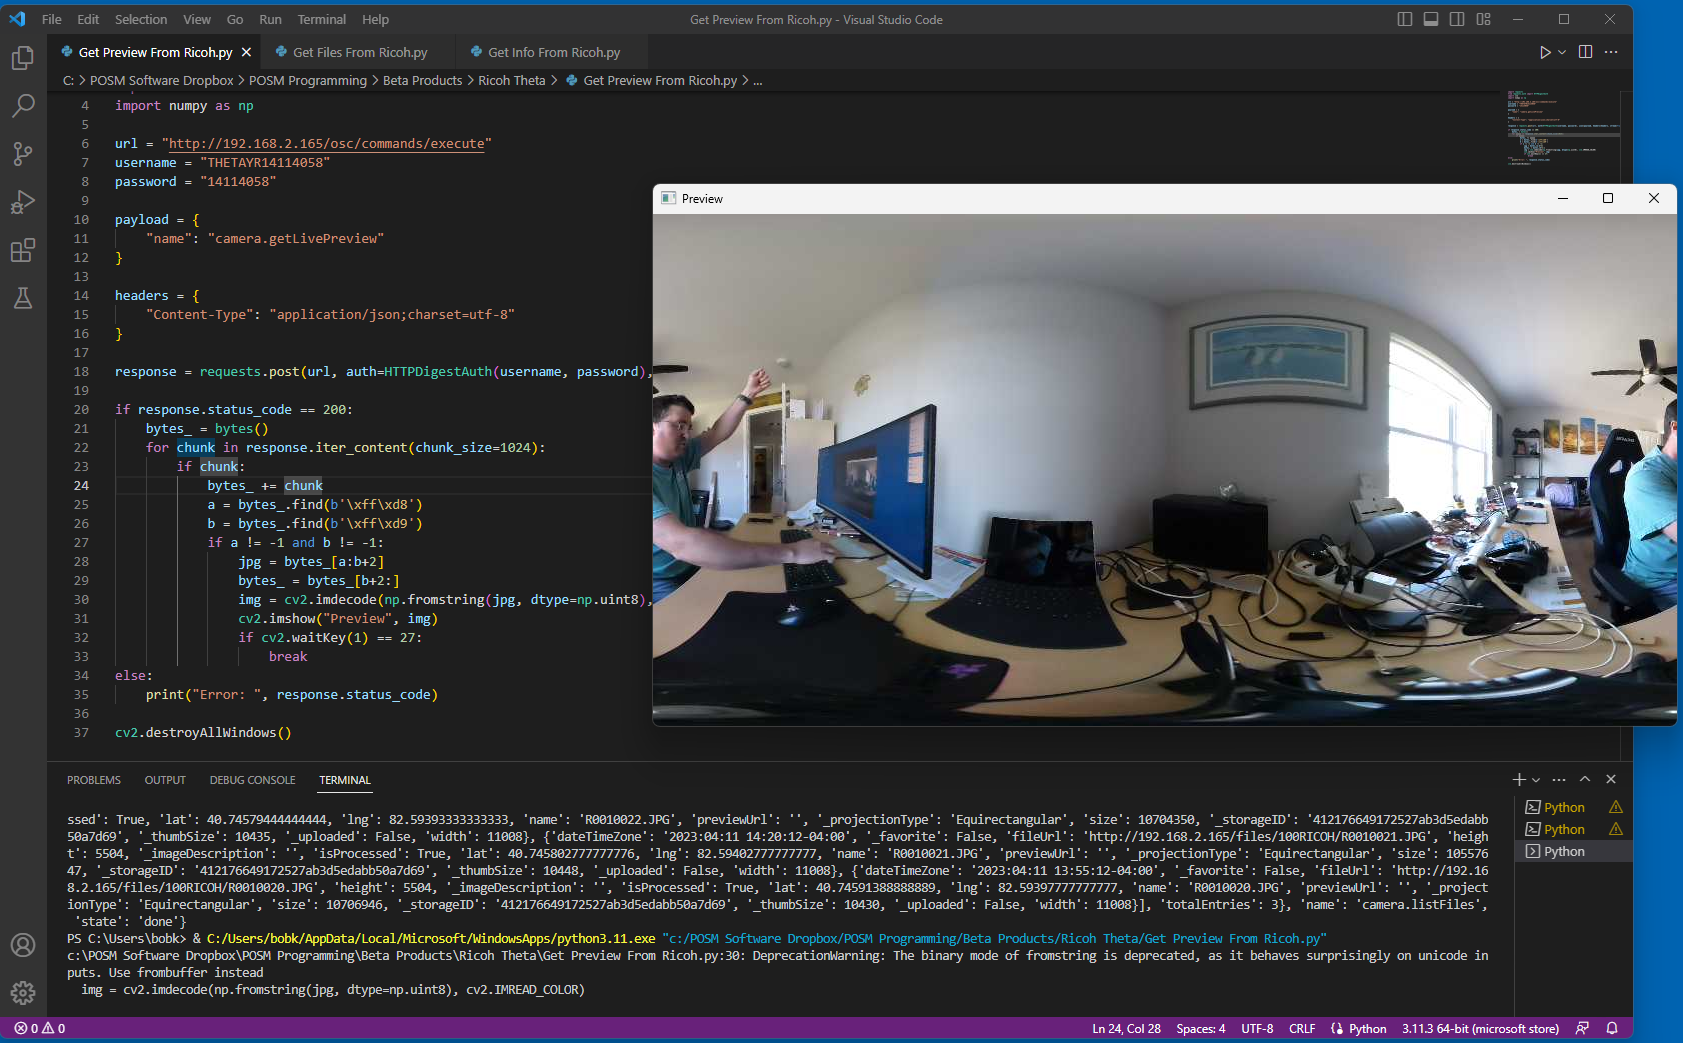 File Edit Selection View Go Run Terminal Help
Get Preview From Ricoh.py - Visual Studio Code
Get Preview From Ricoh.py
Get Files From Ricoh.py
Get Info From Ricoh.py
C: > POSM Software Dropbox > POSM Programming > Beta Products > Ricoh Theta > Get Preview From Ricoh.py > ...
4 import numpy as np
5
6 url = "http://192.168.2.165/osc/commands/execute"
7 username = "THETAYR14114058"
8 password = "14114058"
9
10 payload = {
11 "name": "camera.getLivePreview"
12 }
13
14 headers = {
15 "Content-Type": "application/json;charset=utf-8"
16 }
17
18 response = requests.post(url, auth=HTTPDigestAuth(username, password),
19
20 if response.status_code == 200:
21 bytes_ = bytes()
22 for chunk in response.iter_content(chunk_size=1024):
23 if chunk:
24 bytes_ += chunk
25 a = bytes_.find(b'\xff\xd8')
26 b = bytes_.find(b'\xff\xd9')
27 if a != -1 and b != -1:
28 jpg = bytes_[a:b+2]
29 bytes_ = bytes_[b+2:]
30 img = cv2.imdecode(np.fromstring(jpg, dtype=np.uint8),
31 cv2.imshow("Preview", img)
32 if cv2.waitKey(1) == 27:
33 break
34 else:
35 print("Error: ", response.status_code)
36
37 cv2.destroyAllWindows()
Preview
PROBLEMS OUTPUT DEBUG CONSOLE TERMINAL
ssed': True, 'lat': 40.74579444444444, 'lng': 82.59393333333333, 'name': 'R0010022.JPG', 'previewUrl': '', '_projectionType': 'Equirectangular', 'size': 10704350, '_storageID': '412176649172527ab3d5edabb
50a7d69', '_thumbSize': 10435, '_uploaded': False, 'width': 11008}, {'dateTimeZone': '2023:04:11 14:20:12-04:00', '_favorite': False, 'fileUrl': 'http://192.168.2.165/files/100RICOH/R0010021.JPG', 'heigh
t': 5504, '_imageDescription': '', 'isProcessed': True, 'lat': 40.745802777777776, 'lng': 82.59402777777777, 'name': 'R0010021.JPG', 'previewUrl': '', '_projectionType': 'Equirectangular', 'size': 105576
47, '_storageID': '412176649172527ab3d5edabb50a7d69', '_thumbSize': 10448, '_uploaded': False, 'width': 11008}, {'dateTimeZone': '2023:04:11 13:55:12-04:00', '_favorite': False, 'fileUrl': 'http://192.16
8.2.165/files/100RICOH/R0010020.JPG', 'height': 5504, '_imageDescription': '', 'isProcessed': True, 'lat': 40.74591388888889, 'lng': 82.59397777777777, 'name': 'R0010020.JPG', 'previewUrl': '', '_project
ionType': 'Equirectangular', 'size': 10706946, '_storageID': '412176649172527ab3d5edabb50a7d69', '_thumbSize': 10430, '_uploaded': False, 'width': 11008}], 'totalEntries': 3}, 'name': 'camera.listFiles',
'state': 'done'}
PS C:\Users\bobk> & C:/Users/bobk/AppData/Local/Microsoft/WindowsApps/python3.11.exe "c:/POSM Software Dropbox/POSM Programming/Beta Products/Ricoh Theta/Get Preview From Ricoh.py"
c:\POSM Software Dropbox\POSM Programming\Beta Products\Ricoh Theta\Get Preview From Ricoh.py:30: DeprecationWarning: The binary mode of fromstring is deprecated, as it behaves surprisingly on unicode in
puts. Use frombuffer instead
img = cv2.imdecode(np.fromstring(jpg, dtype=np.uint8), cv2.IMREAD_COLOR)
Python
Python
Python
0 0
Ln 24, Col 28 Spaces: 4 UTF-8 CRLF Python 3.11.3 64-bit (microsoft store)